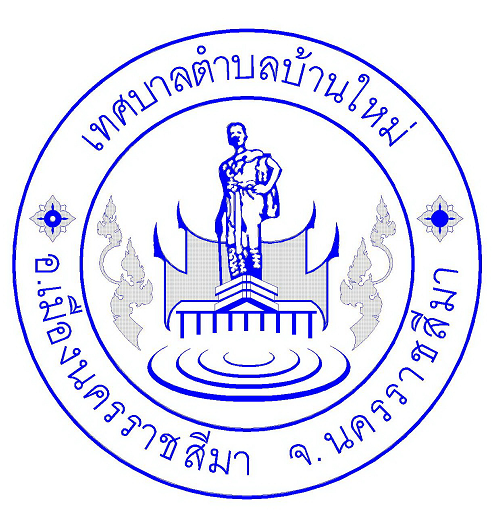 เทศบาลตำบลบ้านใหม่
อ.เมืองนครราชสีมา จ.นครราชสีมา